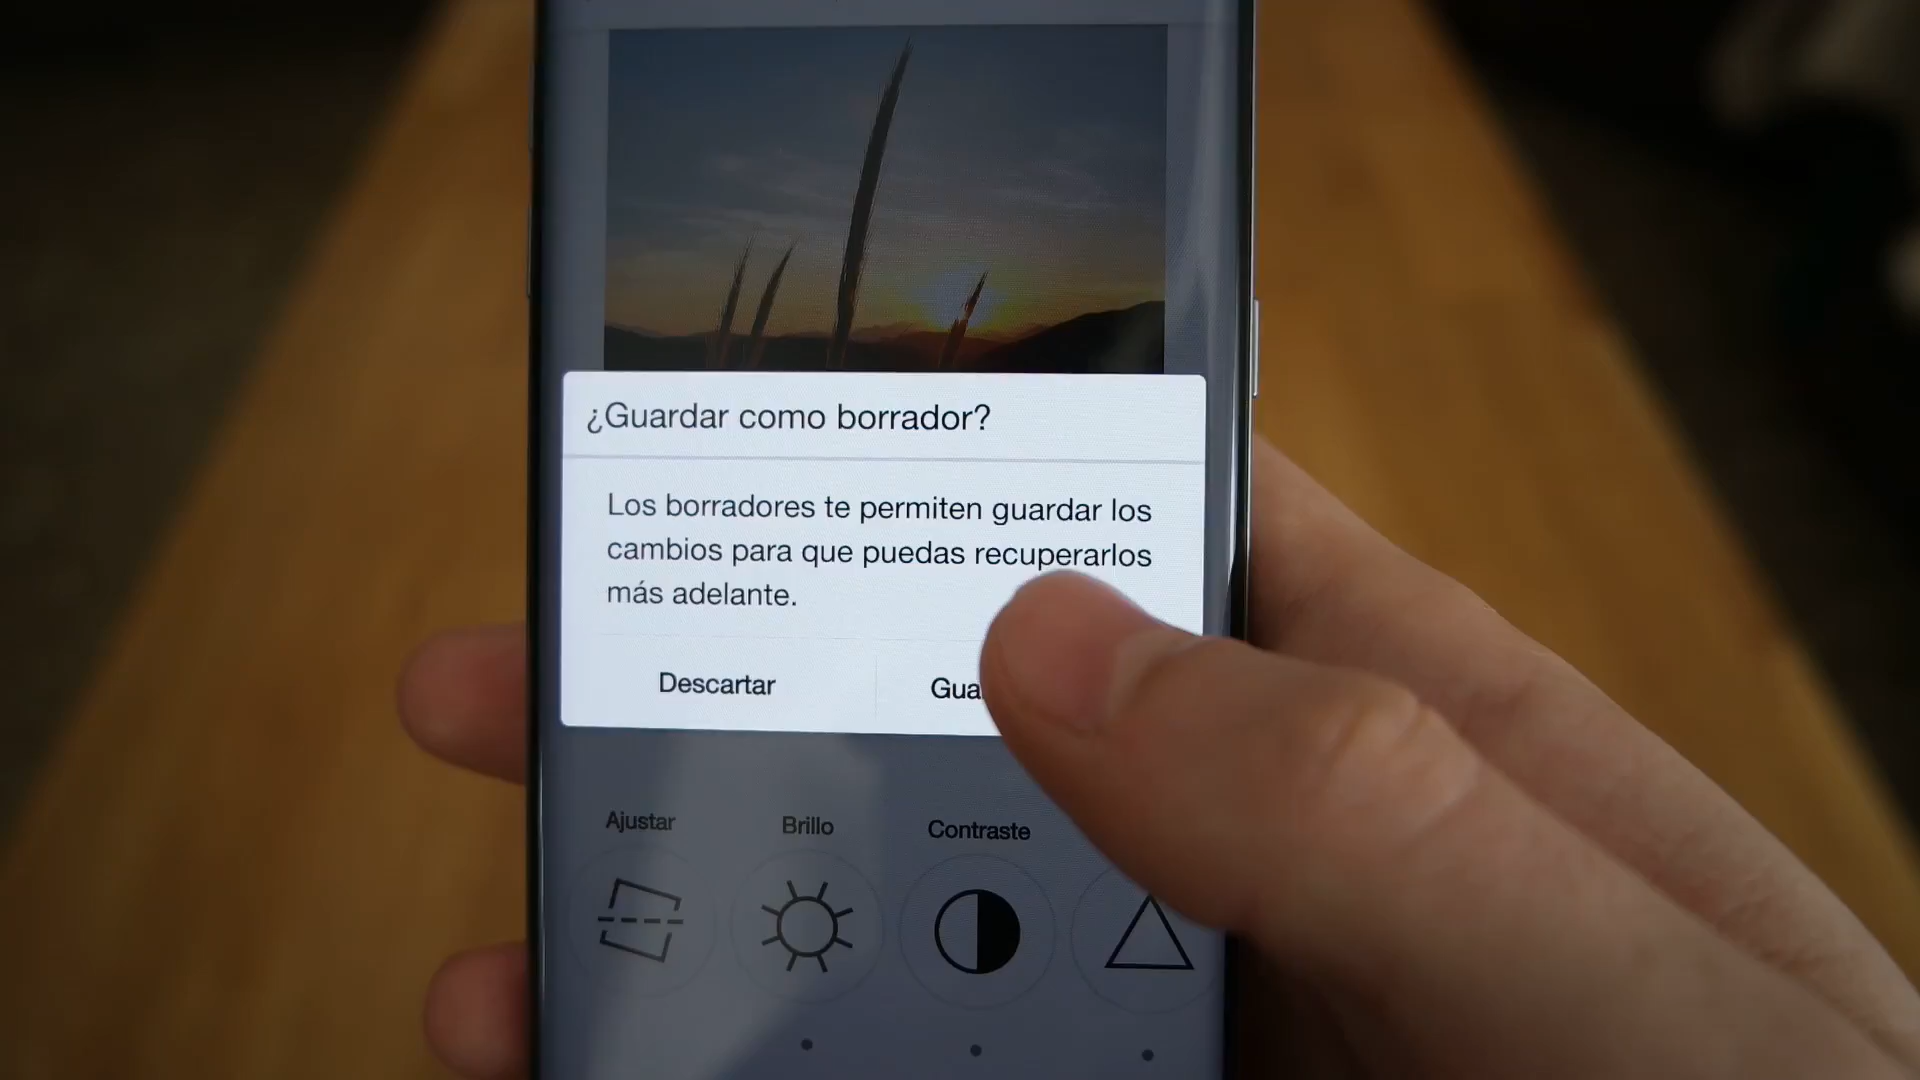 ¿Guardar como borrador?
Los borradores te permiten guardar los
cambios para que puedas recuperarlos
más adelante.
Descartar
Ajustar Brillo Contraste